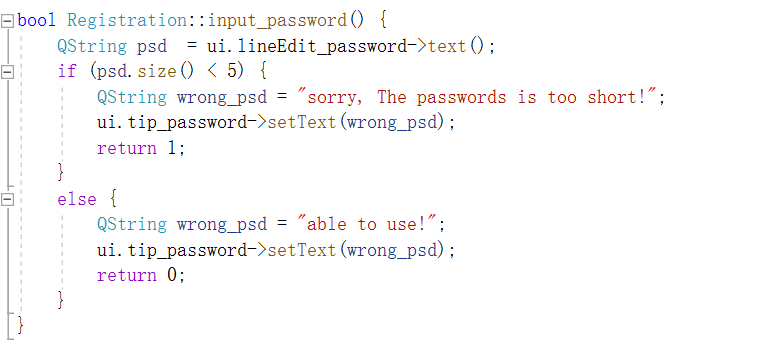 bool Registration::input_password() {
    QString psd  = ui.lineEdit_password->text();
    if (psd.size() < 5) {
        QString wrong_psd = "sorry, The passwords is too short!";
        ui.tip_password->setText(wrong_psd);
        return 1;
    }
    else {
        QString wrong_psd = "able to use!";
        ui.tip_password->setText(wrong_psd);
        return 0;
    }
}